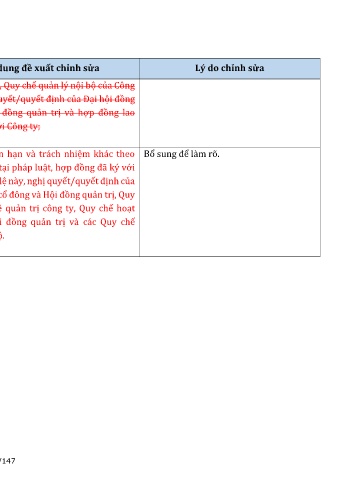 dung đề xuất chỉnh sửa
Lý do chỉnh sửa
, Quy chế quản lý nội bộ của Công
uyết/quyết định của Đại hội đồng
đồng quản trị và hợp đồng lao
ới Công ty;
n hạn và trách nhiệm khác theo
tại pháp luật, hợp đồng đã ký với
lệ này, nghị quyết/quyết định của
cổ đông và Hội đồng quản trị, Quy
ề quản trị công ty, Quy chế hoạt
i đồng quản trị và các Quy chế
ộ.
Bổ sung để làm rõ.
/147